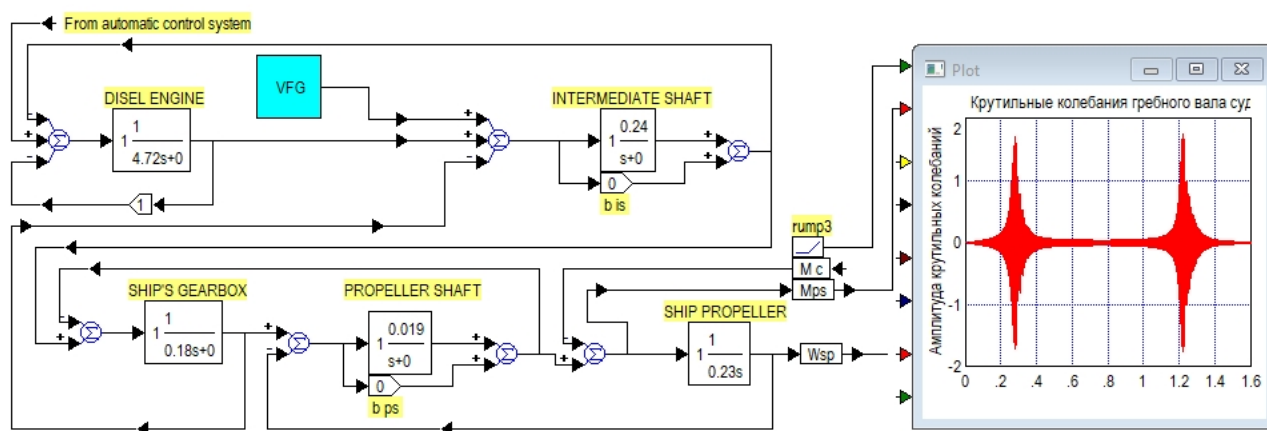 From automatic control system
VFG
DISEL ENGINE
1
1
4.72s+0
Σ
-
+
-
1
+
+
-
Σ
INTERMEDIATE SHAFT
1
0.24
s+0
0
b is
+
+
Σ
SHIP'S GEARBOX
-
+
Σ
1
1
0.18s+0
PROPELLER SHAFT
+
-
Σ
1
0.019
s+0
0
b ps
+
+
Σ
rump3
M c
Mps
SHIP PROPELLER
-
+
Σ
1
1
0.23s
Wsp
Plot
Крутильные колебания гребного вала суд
Амплитуда крутильных колебаний
2
1
0
-1
-2
0 .2 .4 .6 .8 1 1.2 1.4 1.6